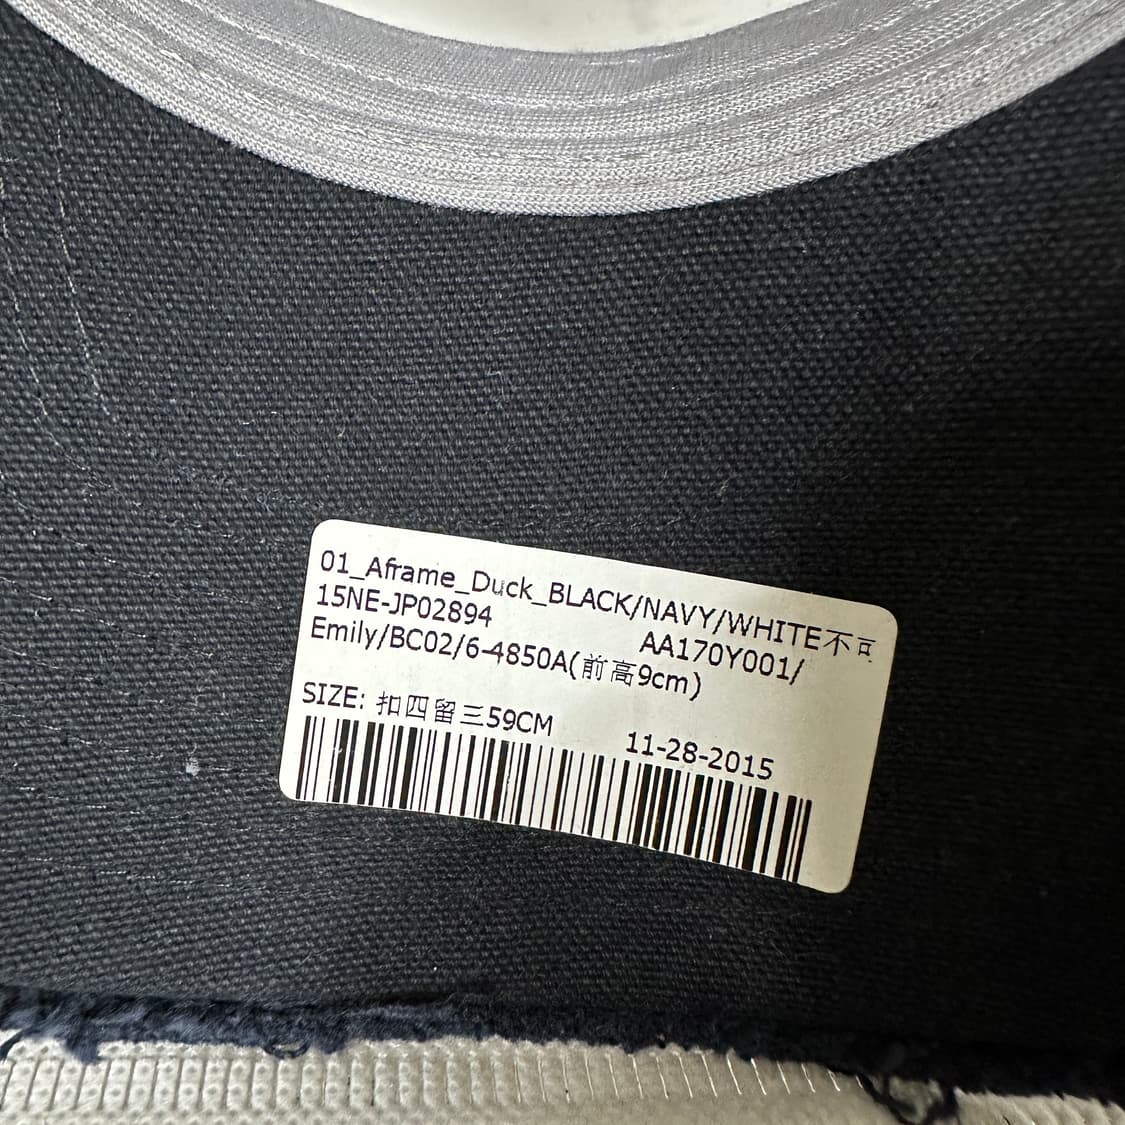 01_Aframe_Duck_BLACK/NAVY/WHITE不可
15NE-JP02894 AA170Y001/
Emily/BC02/6-4850A(前高9cm)
SIZE: 扣四留三59CM 11-28-2015